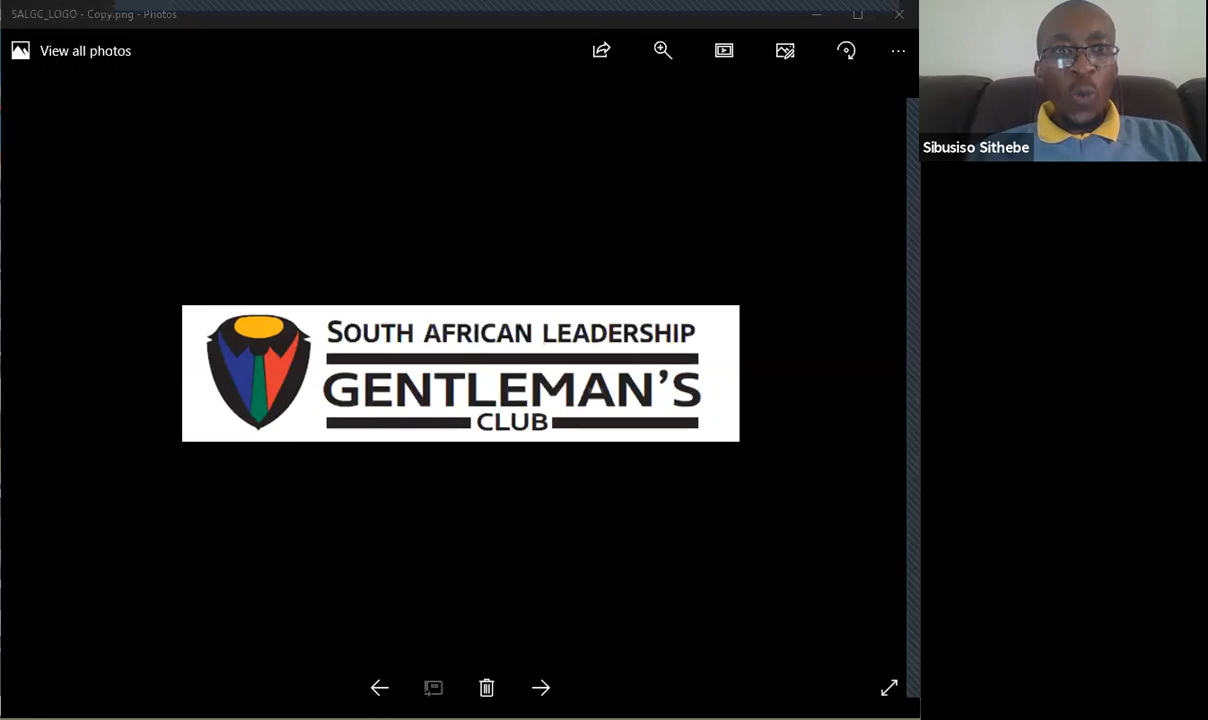 SALGC_LOGO - Copy.png - Photos
View all photos
SOUTH AFRICAN LEADERSHIP
GENTLEMAN'S
CLUB
Sibusiso Sithebe